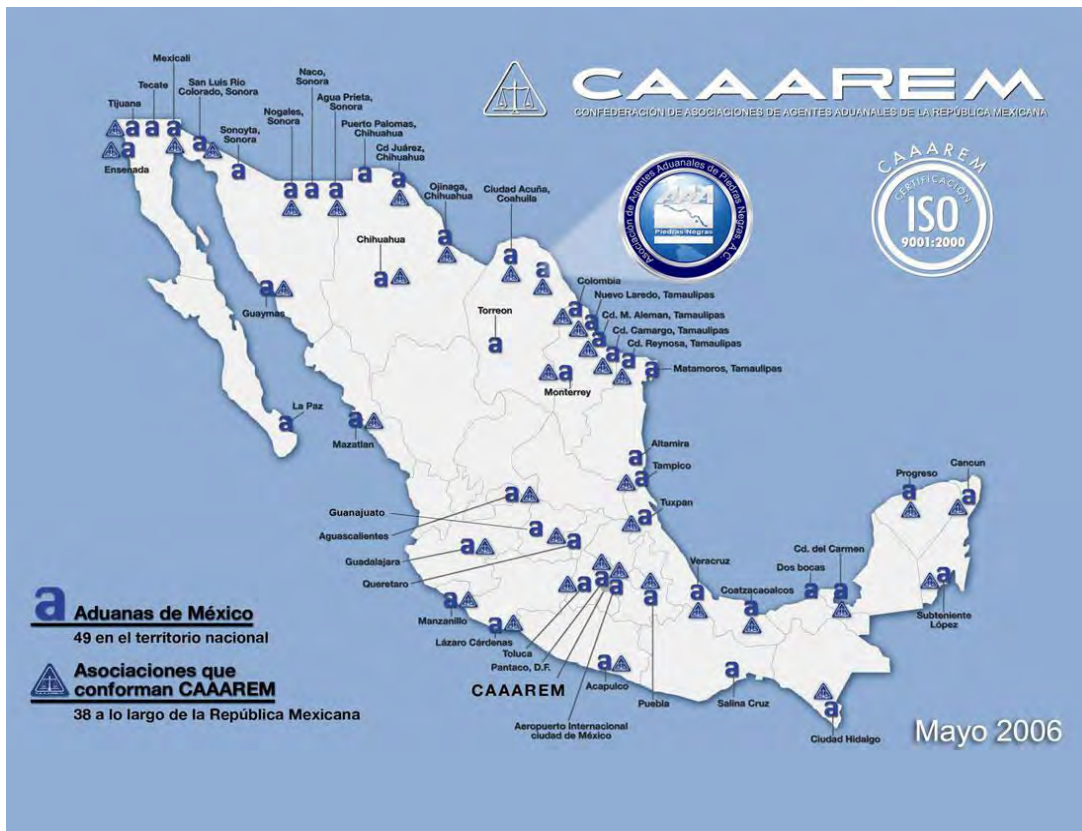 CAAAREM
CONFEDERACIÓN DE ASOCIACIONES DE AGENTES ADUANALES DE LA REPÚBLICA MEXICANA
Mexicali
Tecate
San Luis Rio
Colorado, Sonora
Tijuana
Naco,
Sonora
Nogales,
Sonora
Agua Prieta,
Sonora
Sonoyta,
Sonora
Puerto Palomas,
Chihuahua
Cd Juárez,
Chihuahua
Ensenada
Ojinaga,
Chihuahua
Ciudad Acuña,
Coahuila
Asociación de Agentes Aduanales de Piedras Negras, A.C.
Piedras Negras
CAAAREM
CERTIFICACIÓN
ISO
9001:2000
Chihuahua
Guaymas
Torreon
Colombia
Nuevo Laredo, Tamaulipas
Cd. M. Aleman, Tamaulipas
Cd. Camargo, Tamaulipas
Cd. Reynosa, Tamaulipas
Matamoros, Tamaulipas
Monterrey
La Paz
Mazatlan
Altamira
Tampico
Tuxpan
Progreso
Cancun
Guanajuato
Aguascalientes
Guadalajara
Queretaro
Veracruz
Coatzacaoalcos
Dos bocas
Cd. del Carmen
Subteniente
López
Manzanillo
Lázaro Cárdenas
Toluca
Pantaco, D.F.
CAAAREM
Acapulco
Aeropuerto Internacional
ciudad de México
Puebla
Salina Cruz
Ciudad Hidalgo
a Aduanas de México
49 en el territorio nacional
Asociaciones que
conforman CAAAREM
38 a lo largo de la República Mexicana
Mayo 2006